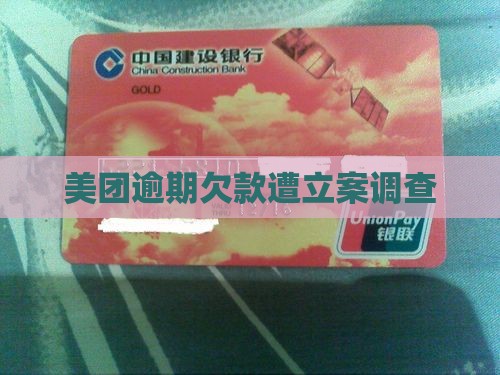 中国建设银行
China Construction Bank
GOLD
美团逾期欠款遭立案调查
UnionPay
银联